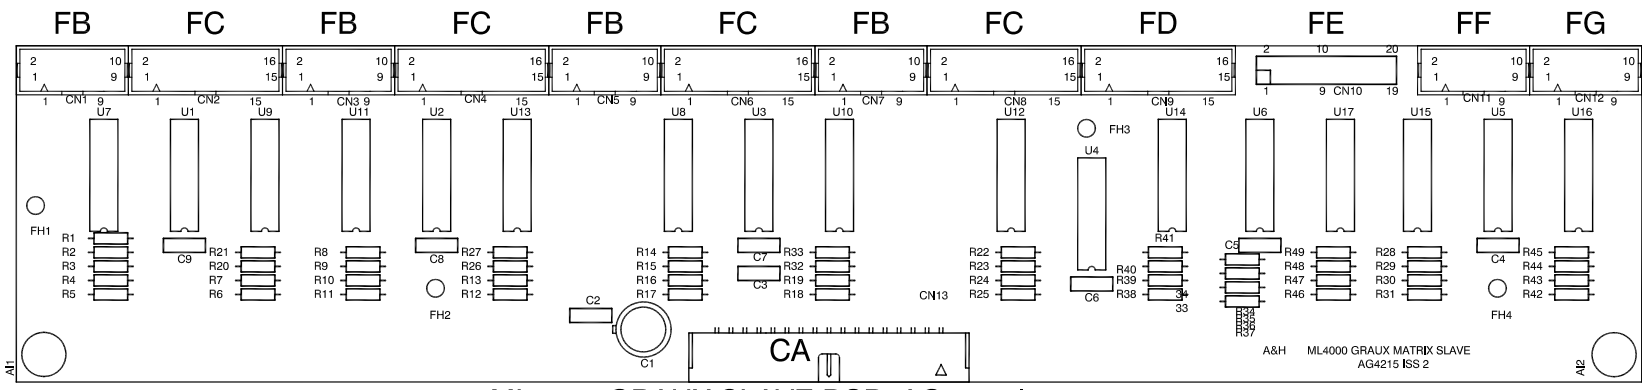 FB FC FB FC FB FC FB FC FD FE FF FG
2 10 2 16 2 10 2 16 2 10 2 16 2 10 2 16 2 16 2 10 20 2 10 2 10
1 9 1 15 1 9 1 15 1 9 1 15 1 9 1 15 1 15 1 9 1 9
1 CN1 9 1 CN2 15 1 CN3 9 1 CN4 15 1 CN5 9 1 CN6 15 1 CN7 9 1 CN8 15 1 CN9 15 1 9 CN10 19 1 CN11 9 1 CN12 9
U7 U1 U9 U11 U2 U13 U8 U3 U10 U12 U14 U6 U17 U15 U5 U16
FH3
U4
FH1
R1 R41
R2 C9 R21 R8 C8 R27 R14 C7 R33 R22 C5 R49 R28 C4 R45
R3 R20 R9 R26 R15 R32 R23 R40 R48 R29 R44
R4 R7 R10 R13 R16 C3 R19 R24 R39 R47 R30 R43
R5 R6 R11 R12 R17 R18 CN13 R25 C6 R38 34 R46 R31 R42
C2 33
FH2 R34 FH4
R35
R36
R37
C1
CA
A&H ML4000 GRAUX MATRIX SLAVE
AG4215 ISS 2
AI1 AI2